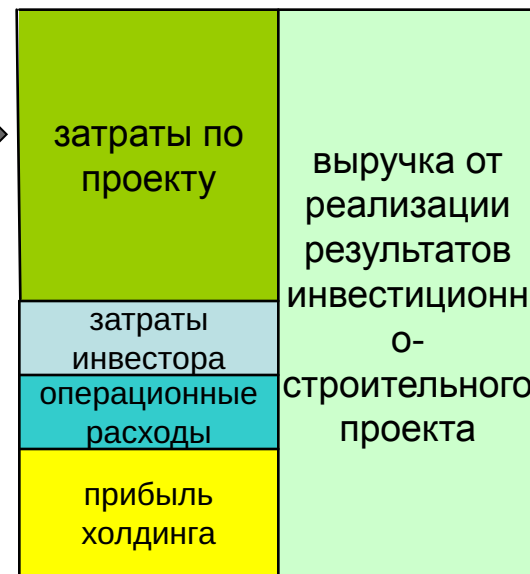 затраты по
проекту
затраты
инвестора
операционные
расходы
прибыль
холдинга
выручка от
реализации
результатов
инвестиционн
о-
строительного
проекта